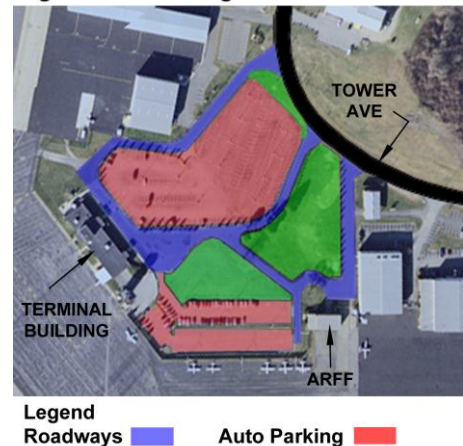 TOWER
AVE
TERMINAL
BUILDING
ARFF
Legend
Roadways
Auto Parking